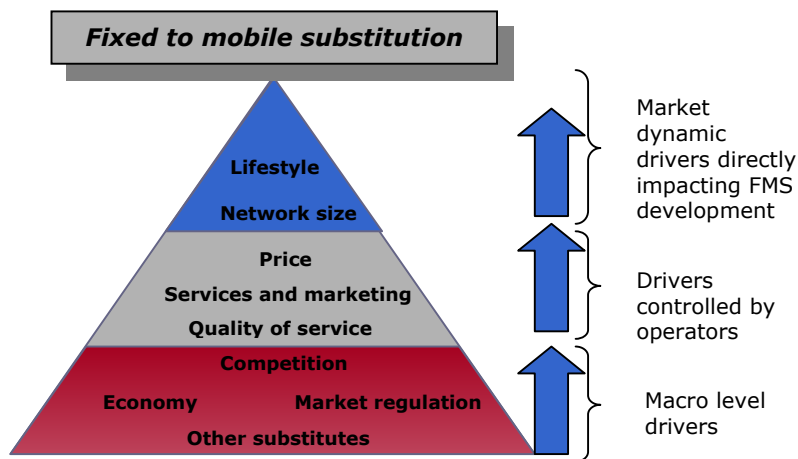 Fixed to mobile substitution
Lifestyle
Network size
Price
Services and marketing
Quality of service
Competition
Economy Market regulation
Other substitutes
Market
dynamic
drivers directly
impacting FMS
development
Drivers
controlled by
operators
Macro level
drivers